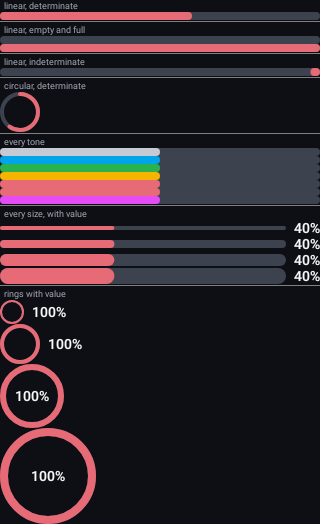 linear, determinate
linear, empty and full
linear, indeterminate
circular, determinate
every tone
every size, with value
40%
40%
40%
40%
rings with value
100%
100%
100%
100%